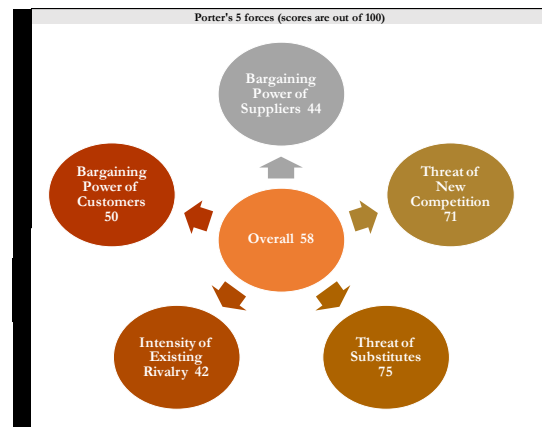 Porter's 5 forces (scores are out of 100)
Bargaining
Power of
Suppliers 44
Bargaining
Power of
Customers
50
Threat of
New
Competition
71
Overall 58
Intensity of
Existing
Rivalry 42
Threat of
Substitutes
75